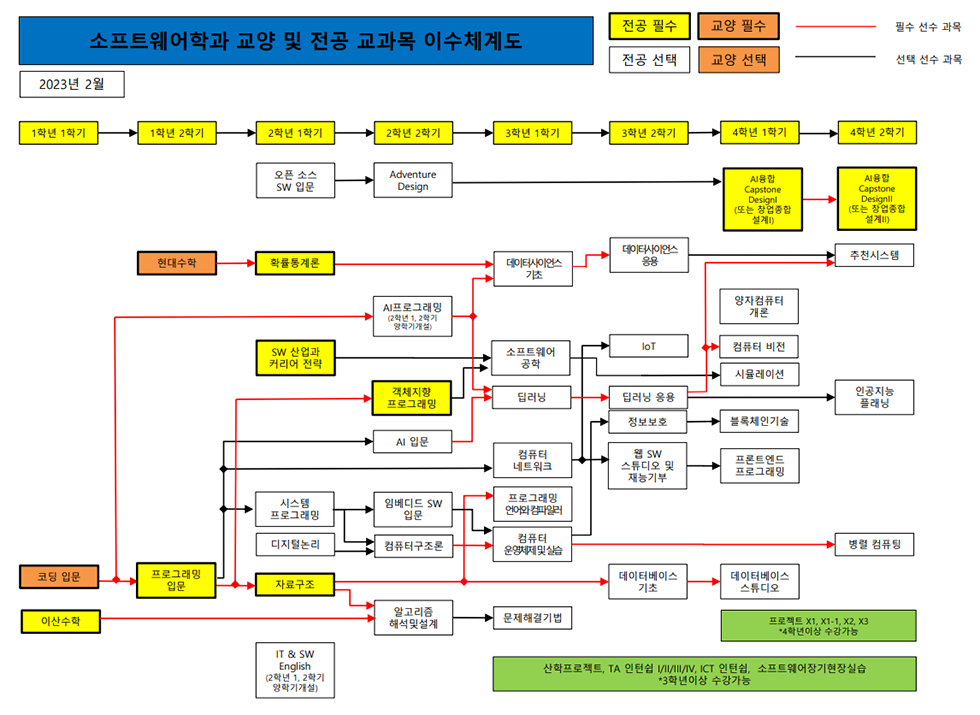 소프트웨어학과 교양 및 전공 교과목 이수체계도
전공 필수
교양 필수
필수 선수 과목
전공 선택
교양 선택
선택 선수 과목
2023년 2월
1학년 1학기
1학년 2학기
2학년 1학기
2학년 2학기
3학년 1학기
3학년 2학기
4학년 1학기
4학년 2학기
오픈 소스
SW 입문
Adventure
Design
AI융합
Capstone
DesignI
(또는 창업종합
설계I)
AI융합
Capstone
DesignII
(또는 창업종합
설계II)
현대수학
확률통계론
데이터사이언스
기초
데이터사이언스
응용
추천시스템
AI프로그래밍
(2학년 1, 2학기
양학기개설)
양자컴퓨터
개론
SW 산업과
커리어 전략
소프트웨어
공학
IoT
컴퓨터 비전
시뮬레이션
객체지향
프로그래밍
딥러닝
딥러닝 응용
인공지능
플래닝
정보보호
블록체인기술
AI 입문
컴퓨터
네트워크
웹 SW
스튜디오 및
재능기부
프론트엔드
프로그래밍
시스템
프로그래밍
임베디드 SW
입문
프로그래밍
언어와 컴파일러
디지털논리
컴퓨터구조론
컴퓨터
운영체제 및 실습
병렬 컴퓨팅
코딩 입문
프로그래밍
입문
자료구조
데이터베이스
기초
데이터베이스
스튜디오
이산수학
알고리즘
해석및설계
문제해결기법
프로젝트 X1, X1-1, X2, X3
*4학년이상 수강가능
IT & SW
English
(2학년 1, 2학기
양학기개설)
산학프로젝트, TA 인턴쉽 I/II/III/IV, ICT 인턴쉽, 소프트웨어장기현장실습
*3학년이상 수강가능